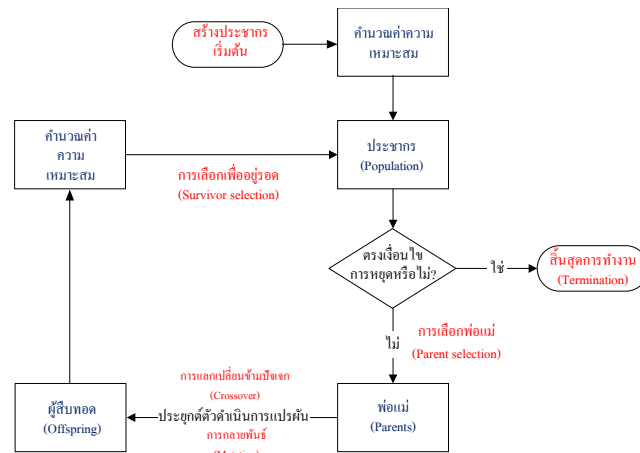 สร้างประชากร
เริ่มต้น
คำนวณค่าความ
เหมาะสม
คำนวณค่า
ความ
เหมาะสม
การเลือกเพื่ออยู่รอด
(Survivor selection)
ประชากร
(Population)
ตรงเงื่อนไข
การหยุดหรือไม่?
ใช่
สิ้นสุดการทำงาน
(Termination)
ไม่
การเลือกพ่อแม่
(Parent selection)
ผู้สืบทอด
(Offspring)
การแลกเปลี่ยนข้ามปัจเจก
(Crossover)
ประยุกต์ตัวดำเนินการแปรผัน
การกลายพันธ์
พ่อแม่
(Parents)